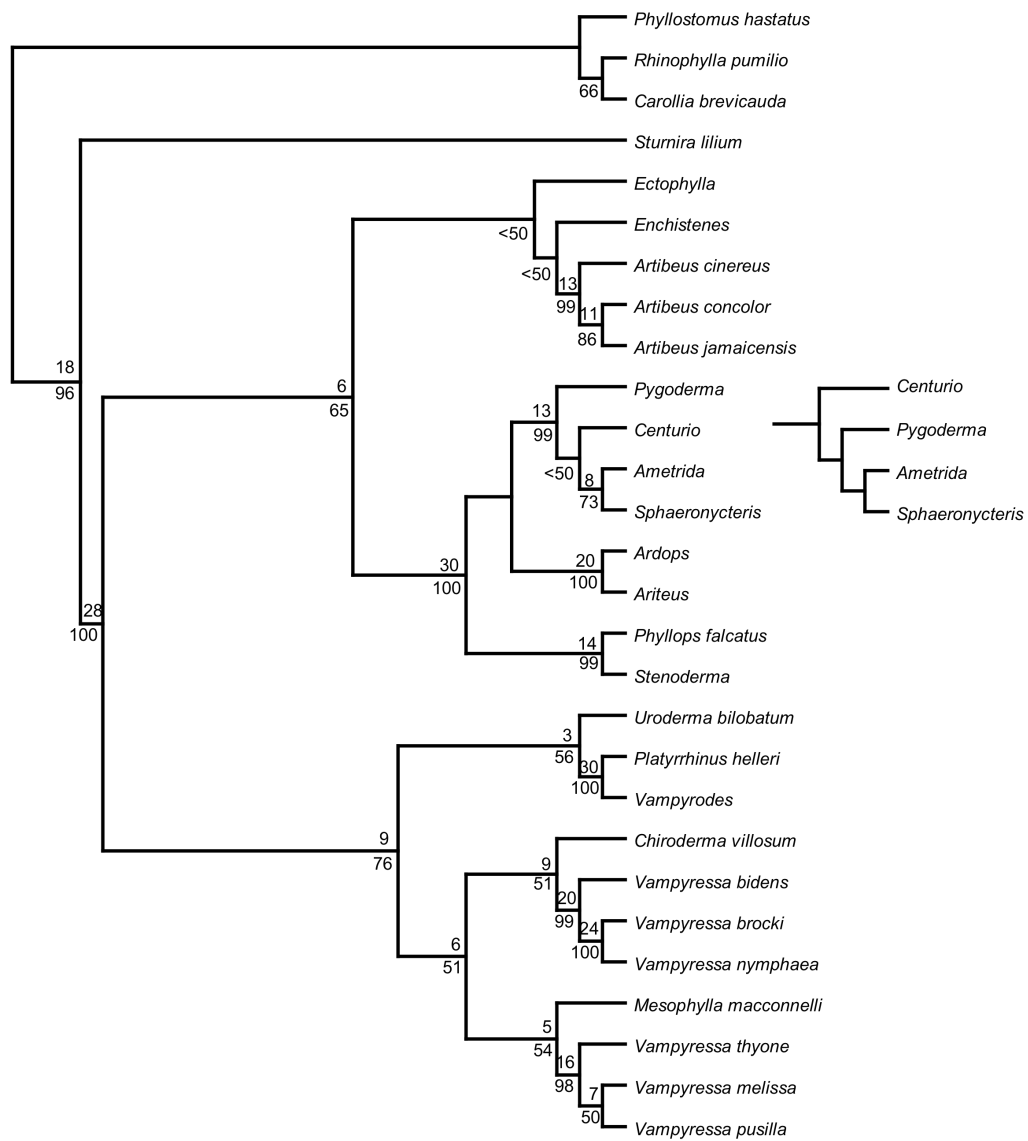 Phyllostomus hastatus
Rhinophylla pumilio
66
Carollia brevicauda
Sturnira lilium
Ectophylla
<50
Enchistenes
<50
Artibeus cinereus
13
99
Artibeus concolor
11
86
Artibeus jamaicensis
18
96
6
65
Pygoderma
13
99
Centurio
<50
Ametrida
8
73
Sphaeronycteris
Centurio
Pygoderma
Ametrida
Sphaeronycteris
Ardops
20
100
Ariteus
30
100
28
100
Phyllops falcatus
14
99
Stenoderma
Uroderma bilobatum
3
56
Platyrrhinus helleri
30
100
Vampyrodes
9
76
Chiroderma villosum
9
51
Vampyressa bidens
20
99
Vampyressa brocki
24
100
Vampyressa nymphaea
6
51
Mesophylla macconnelli
5
54
Vampyressa thyone
16
98
Vampyressa melissa
7
50
Vampyressa pusilla